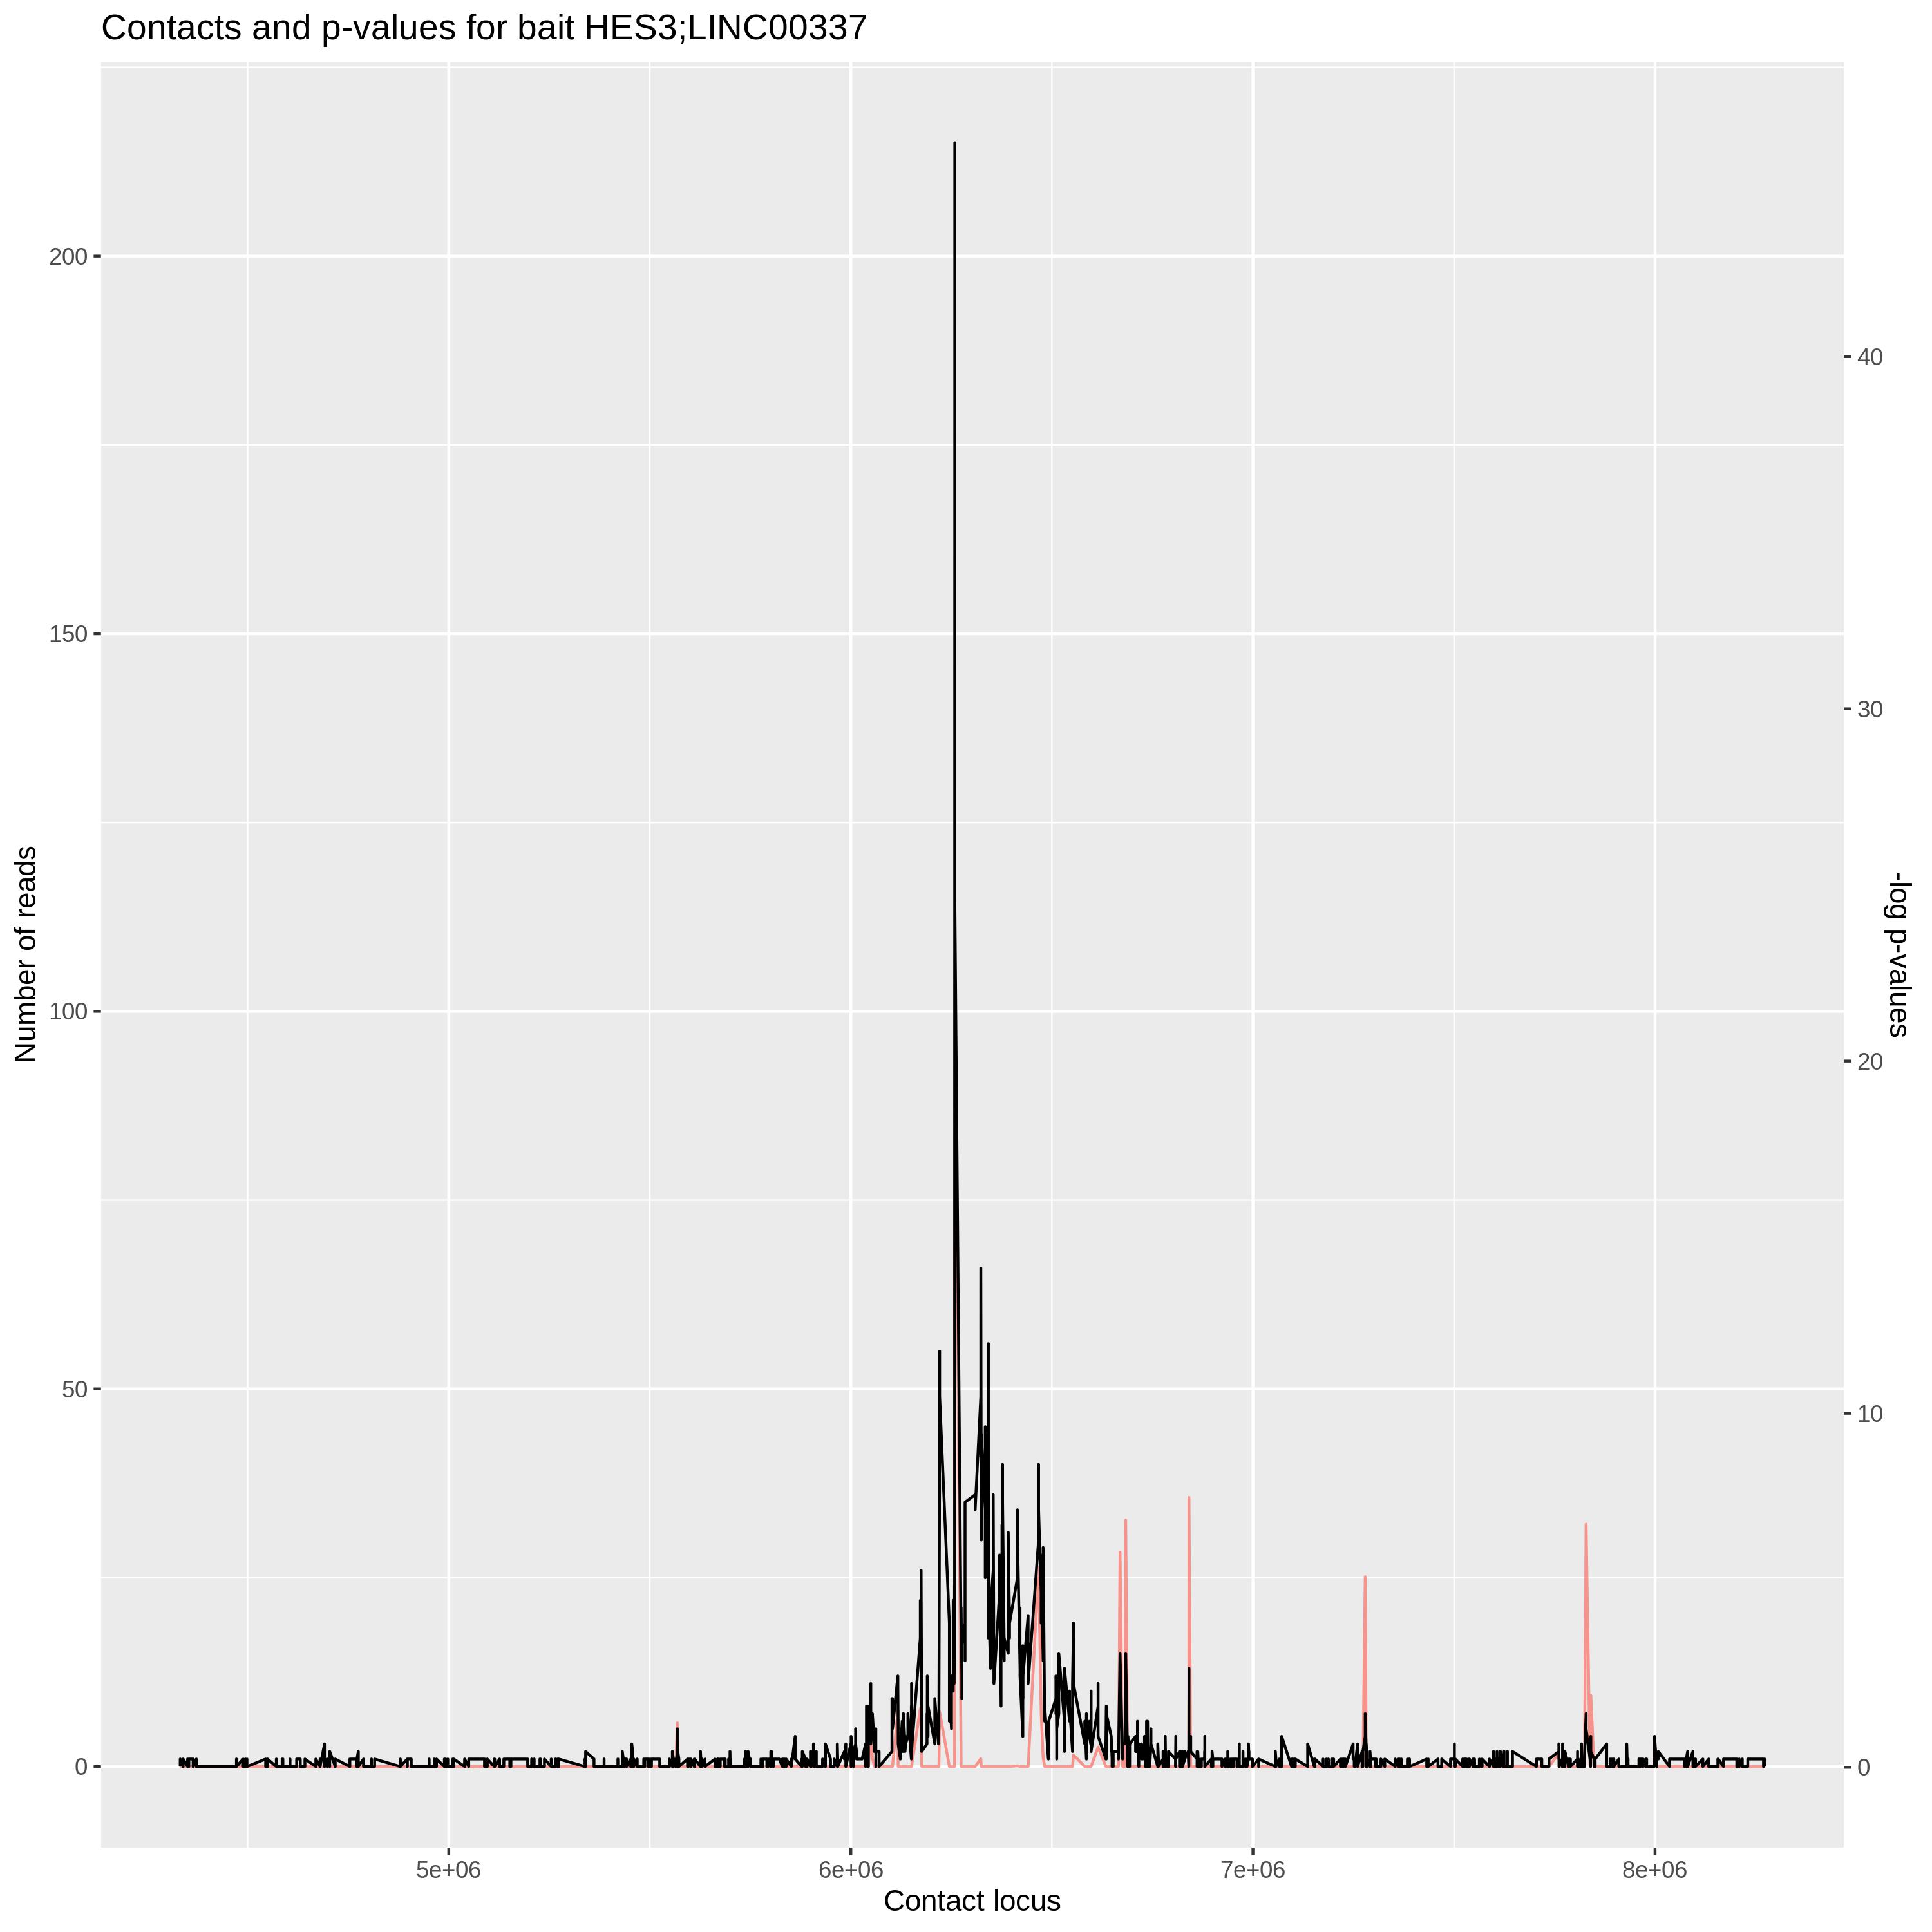 Contacts and p-values for bait HES3;LINC00337
Number of reads
200
150
100
50
0
40
30
20
10
0
-log p-values
5e+06
6e+06
7e+06
8e+06
Contact locus